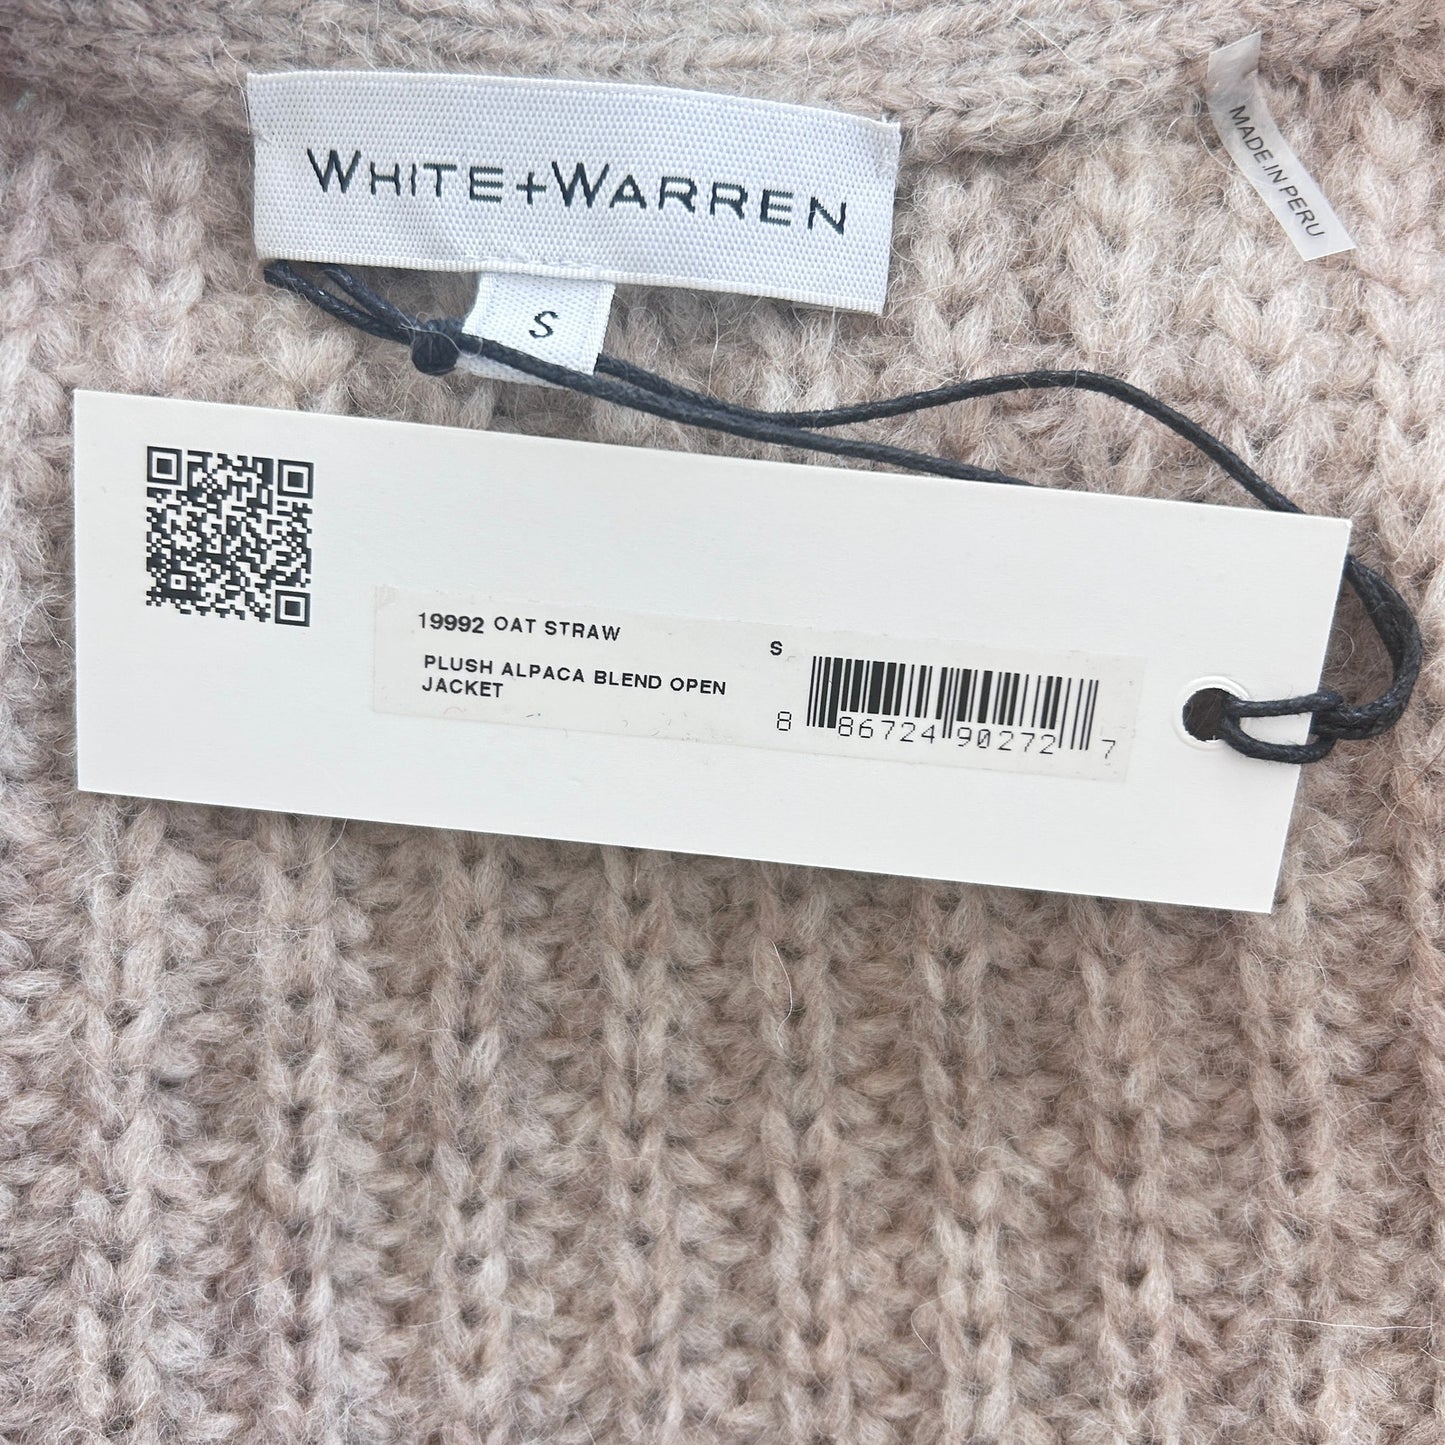 WHITE+WARREN
MADE IN PERU
S
19992 OAT STRAW
S
PLUSH ALPACA BLEND OPEN
JACKET
8 86724 90272 7